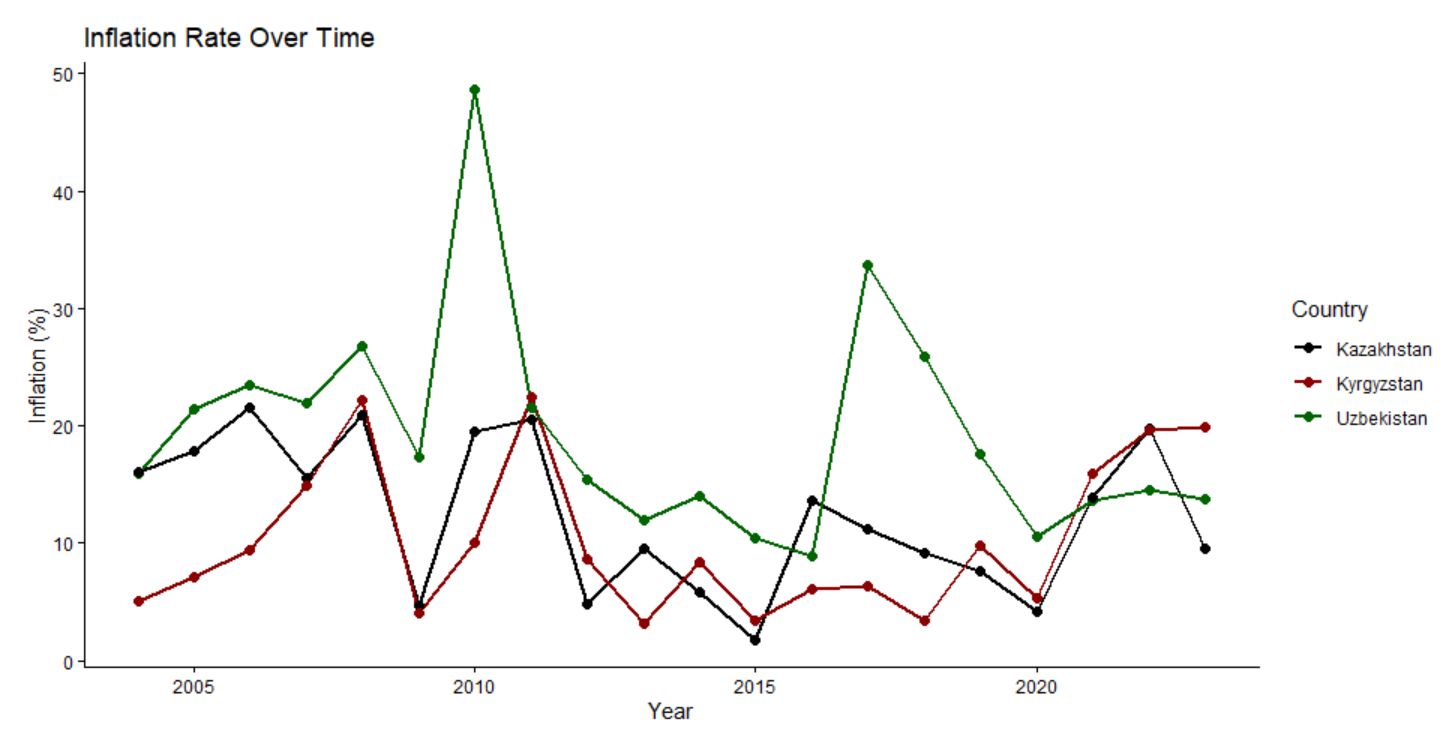 Inflation Rate Over Time
50
40
30
20
10
0
Inflation (%)
2005 2010 2015 2020
Year
Country
Kazakhstan
Kyrgyzstan
Uzbekistan